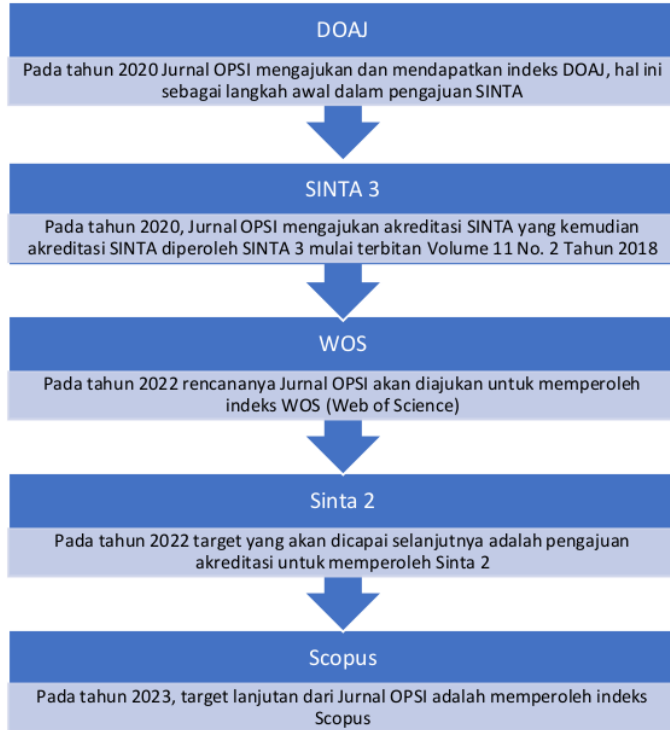 DOAJ
Pada tahun 2020 Jurnal OPSI mengajukan dan mendapatkan indeks DOAJ, hal ini
sebagai langkah awal dalam pengajuan SINTA
SINTA 3
Pada tahun 2020, Jurnal OPSI mengajukan akreditasi SINTA yang kemudian
akreditasi SINTA diperoleh SINTA 3 mulai terbitan Volume 11 No. 2 Tahun 2018
WOS
Pada tahun 2022 rencananya Jurnal OPSI akan diajukan untuk memperoleh
indeks WOS (Web of Science)
Sinta 2
Pada tahun 2022 target yang akan dicapai selanjutnya adalah pengajuan
akreditasi untuk memperoleh Sinta 2
Scopus
Pada tahun 2023, target lanjutan dari Jurnal OPSI adalah memperoleh indeks
Scopus